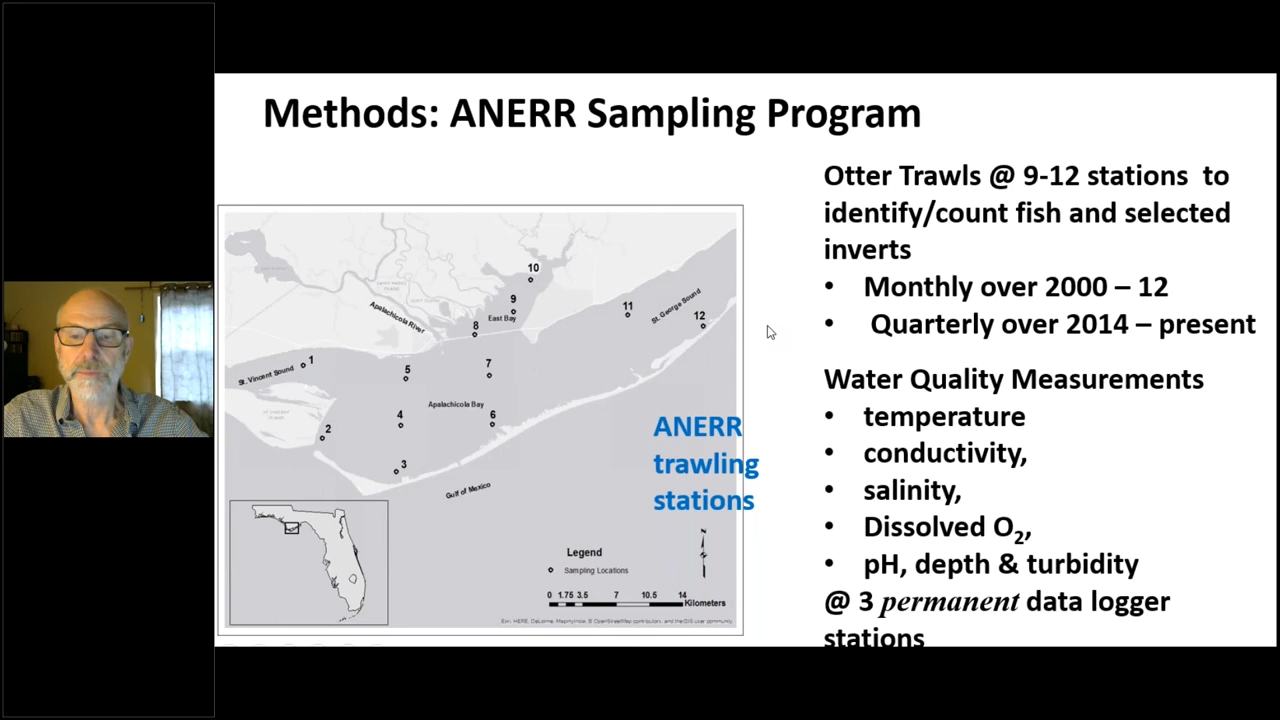 Methods: ANERR Sampling Program
Otter Trawls @ 9-12 stations to
identify/count fish and selected
inverts
• Monthly over 2000 – 12
• Quarterly over 2014 – present
Water Quality Measurements
• temperature
• conductivity,
• salinity,
• Dissolved O2,
• pH, depth & turbidity
@ 3 permanent data logger
stations
10
9
East Bay
8
11
St. George Sound
12
Apalachicola River
1
St. Vincent Sound
5
7
Apalachicola Bay
4
6
2
3
Gulf of Mexico
ANERR
trawling
stations
N
Legend
Sampling Locations
0 1.75 3.5 7 10.5 14
Kilometers